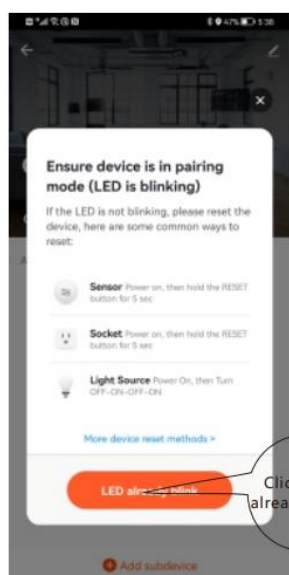 47% 5:38
Ensure device is in pairing
mode (LED is blinking)
If the LED is not blinking, please reset the
device, here are some common ways to
reset:
Sensor Power on, then hold the RESET
button for 5 sec
Socket Power on, then hold the RESET
button for 5 sec
Light Source Power On, then Turn
OFF-ON-OFF-ON
More device reset methods >
LED already blink
Add subdevice